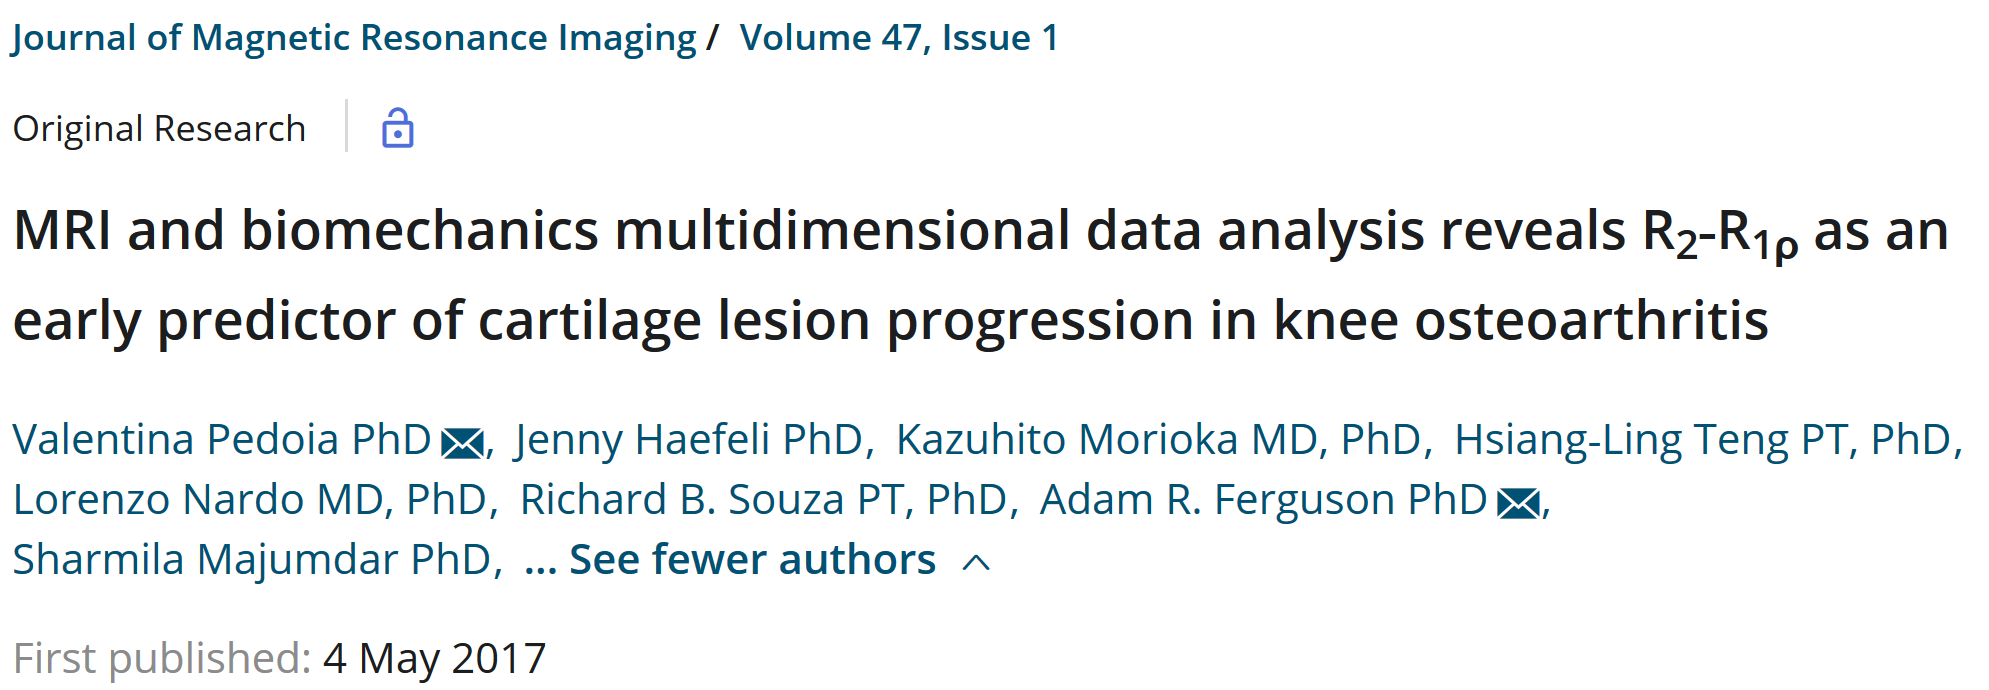 Journal of Magnetic Resonance Imaging / Volume 47, Issue 1
Original Research
MRI and biomechanics multidimensional data analysis reveals R₂-R₁ᵨ as an
early predictor of cartilage lesion progression in knee osteoarthritis
Valentina Pedoia PhD, Jenny Haefeli PhD, Kazuhito Morioka MD, PhD, Hsiang-Ling Teng PT, PhD,
Lorenzo Nardo MD, PhD, Richard B. Souza PT, PhD, Adam R. Ferguson PhD,
Sharmila Majumdar PhD, ... See fewer authors
First published: 4 May 2017